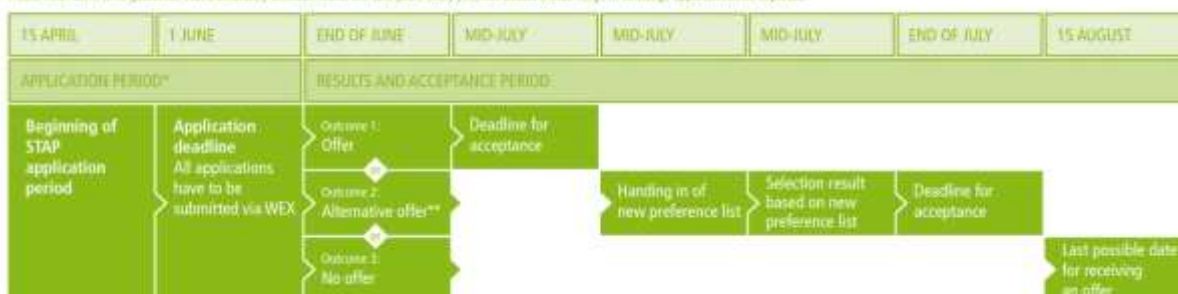 15 APRIL
1 JUNE
END OF JUNE
MID-JULY
MID-JULY
MID-JULY
END OF JULY
15 AUGUST
APPLICATION PERIOD*
RESULTS AND ACCEPTANCE PERIOD
Beginning of
STAP
application
period
Application
deadline
All applications
have to be
submitted via WEX
Outcome 1:
Offer
or
Outcome 2:
Alternative offer**
or
Outcome 3:
No offer
Deadline for
acceptance
Handing in of
new preference list
Selection result
based on new
preference list
Deadline for
acceptance
Last possible date
for receiving
an offer